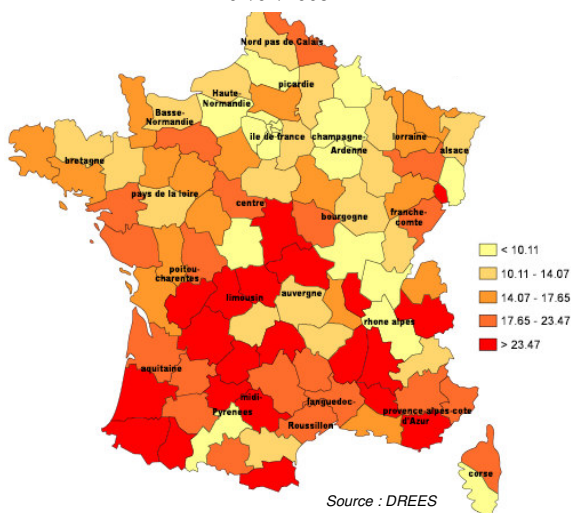 Nord pas de Calais
picardie
Haute-
Normandie
Basse-
Normandie
ile de france
champagne
Ardenne
lorraine
alsace
bretagne
pays de la loire
centre
bourgogne
franche-
comte
poitou-
charentes
limousin
auvergne
rhone alpes
aquitaine
midi-
Pyrenees
languedoc-
Roussillon
provence-alpes-cote
d'Azur
corse
< 10.11
10.11 - 14.07
14.07 - 17.65
17.65 - 23.47
> 23.47
Source : DREES